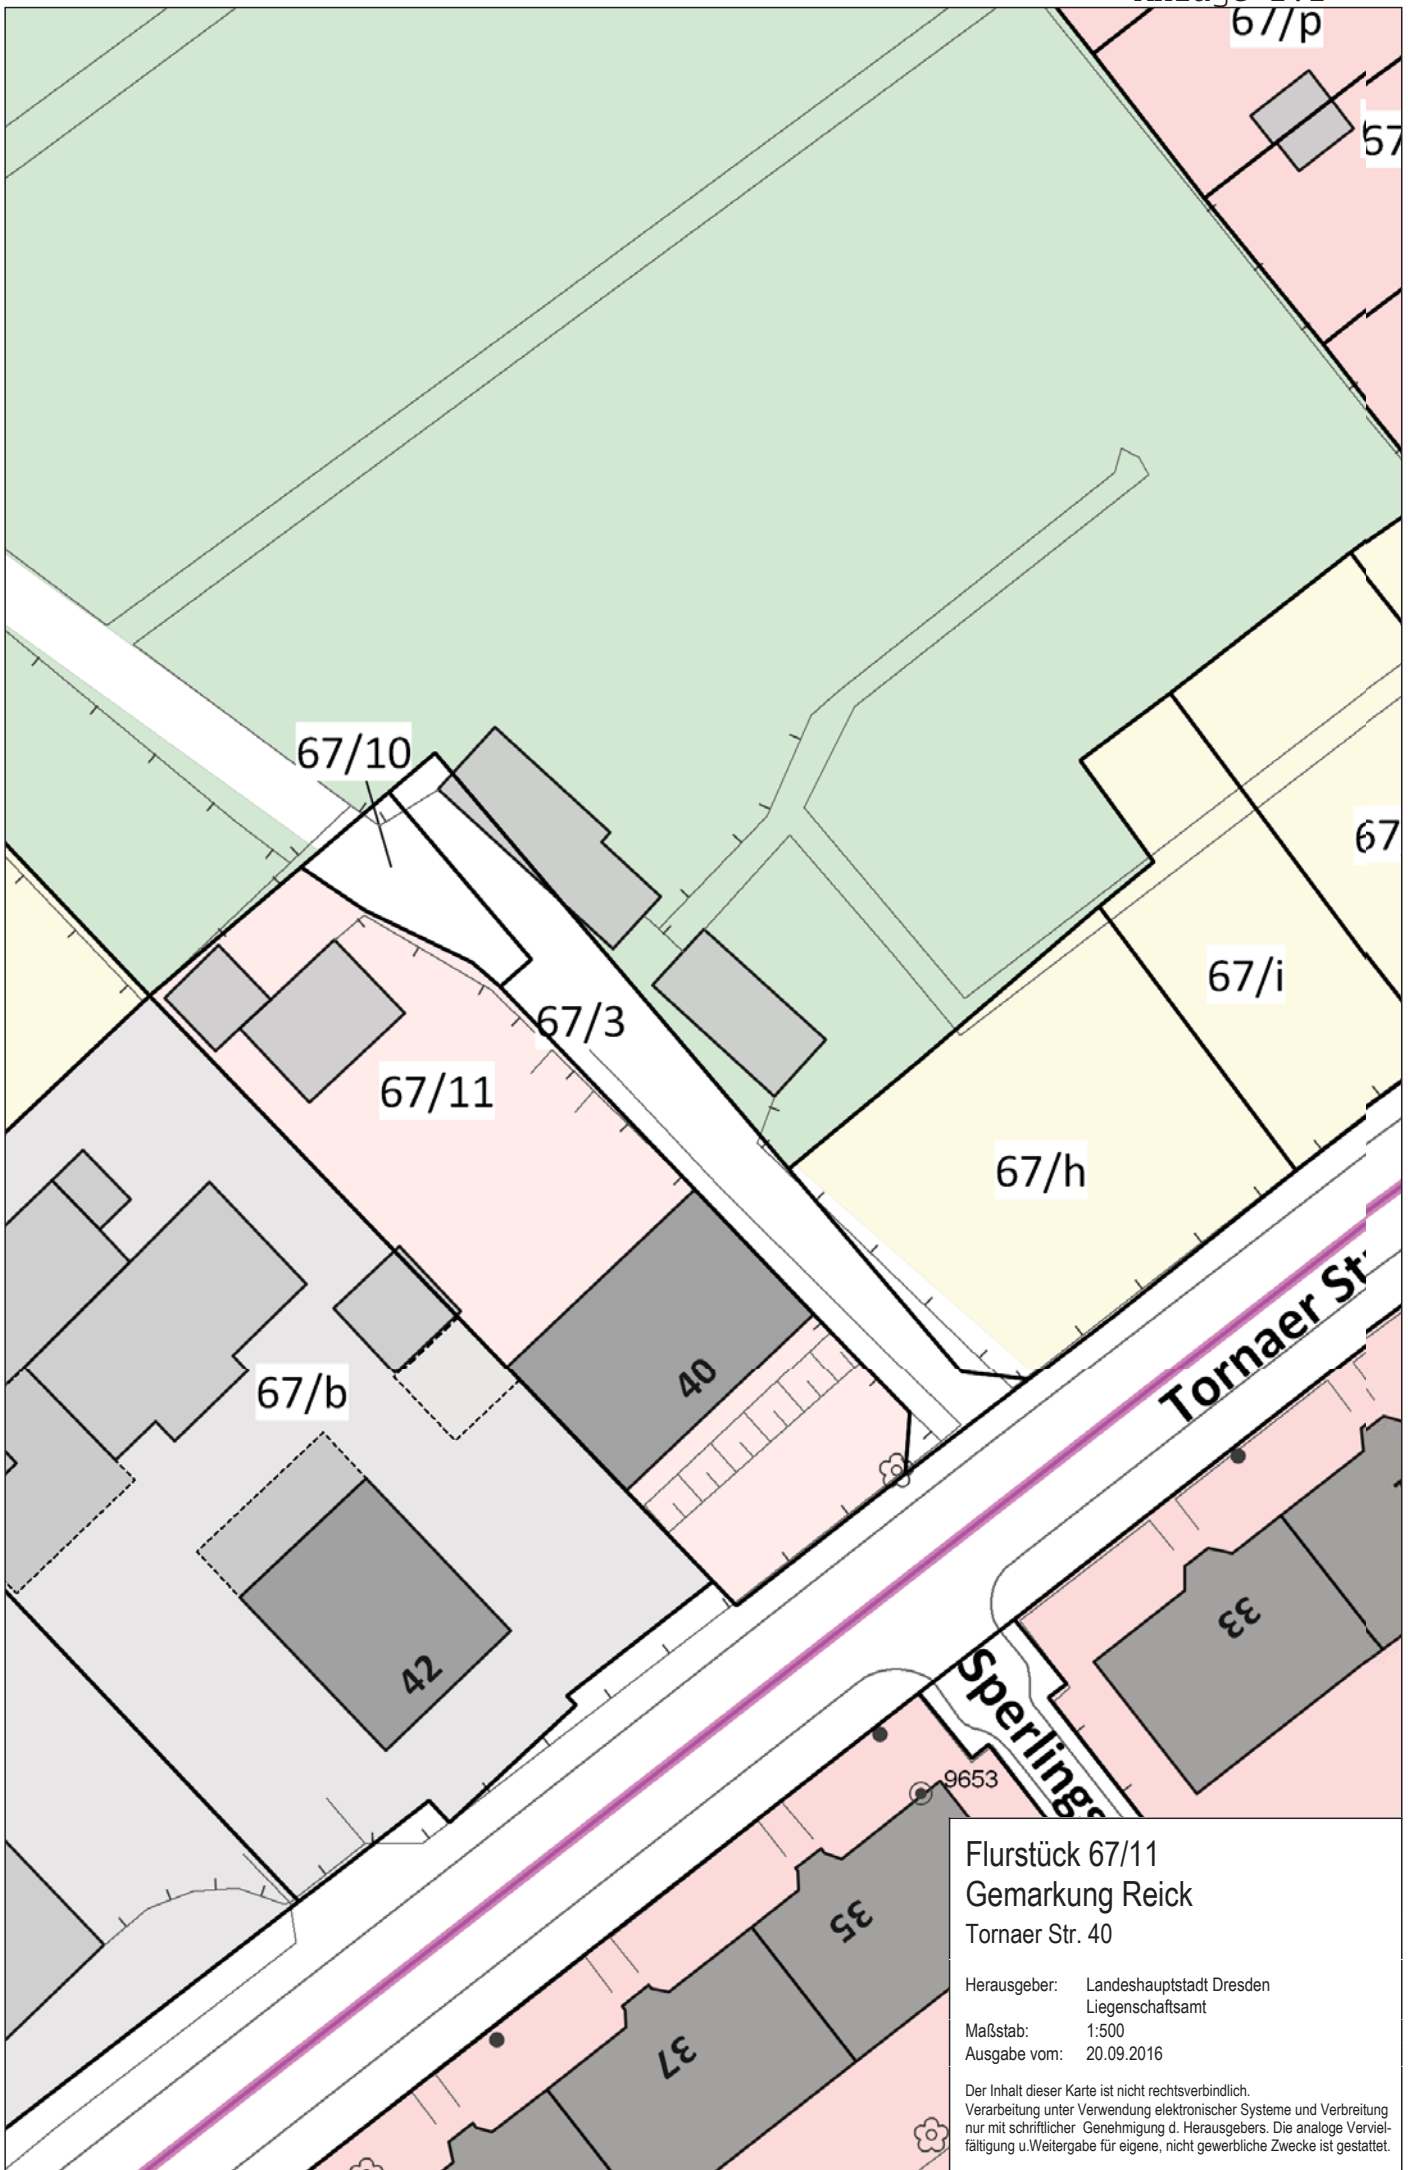 67/p
67
67/10
67
67/i
67/3
67/11
67/h
Tornaer St
40
67/b
33
42
Sperlings
9653
35
37
Flurstück 67/11
Gemarkung Reick
Tornaer Str. 40
Herausgeber: Landeshauptstadt Dresden
Liegenschaftsamt
Maßstab: 1:500
Ausgabe vom: 20.09.2016
Der Inhalt dieser Karte ist nicht rechtsverbindlich.
Verarbeitung unter Verwendung elektronischer Systeme und Verbreitung
nur mit schriftlicher Genehmigung d. Herausgebers. Die analoge Verviel-
fältigung u.Weitergabe für eigene, nicht gewerbliche Zwecke ist gestattet.